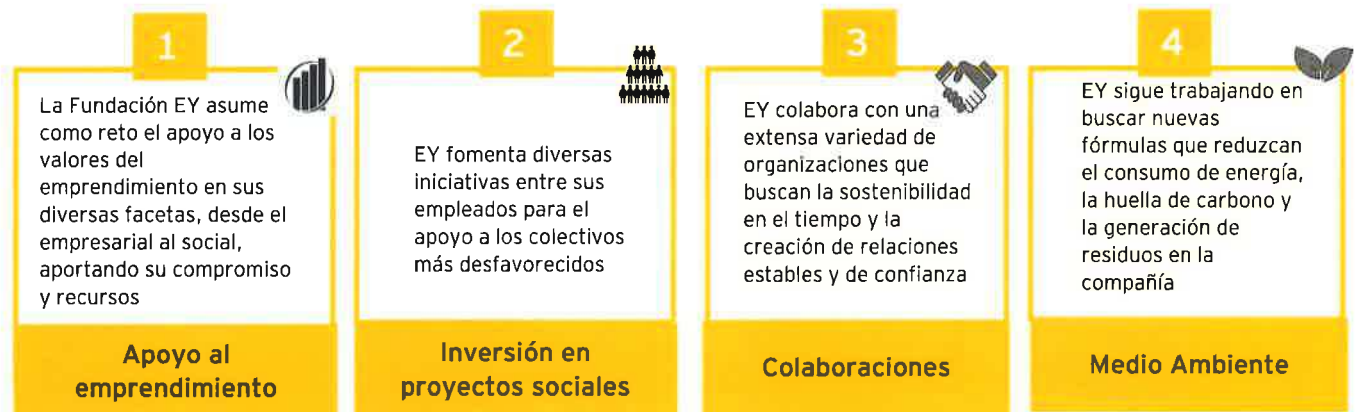 1
La Fundación EY asume
como reto el apoyo a los
valores del
emprendimiento en sus
diversas facetas, desde el
empresarial al social,
aportando su compromiso
y recursos
Apoyo al
emprendimiento
2
EY fomenta diversas
iniciativas entre sus
empleados para el
apoyo a los colectivos
más desfavorecidos
Inversión en
proyectos sociales
3
EY colabora con una
extensa variedad de
organizaciones que
buscan la sostenibilidad
en el tiempo y la
creación de relaciones
estables y de confianza
Colaboraciones
4
EY sigue trabajando en
buscar nuevas
fórmulas que reduzcan
el consumo de energía,
la huella de carbono y
la generación de
residuos en la
compañía
Medio Ambiente